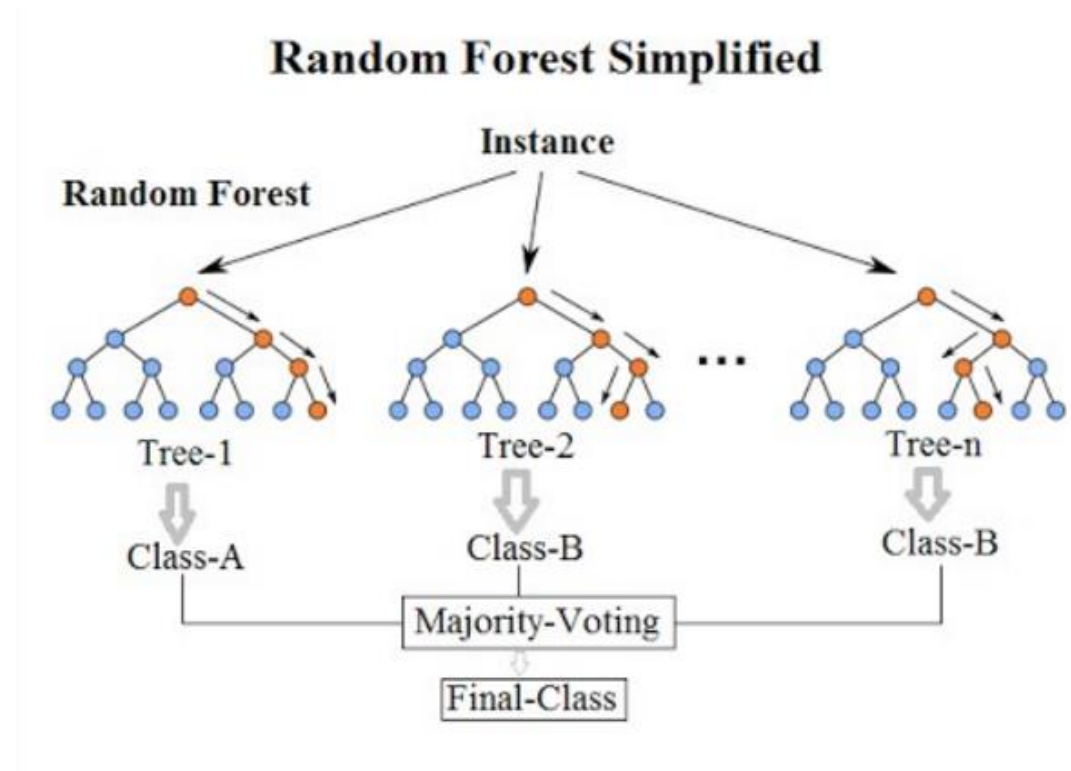 Random Forest Simplified
Instance
Random Forest
...
Tree-1
Tree-2
Tree-n
Class-A
Class-B
Class-B
Majority-Voting
Final-Class